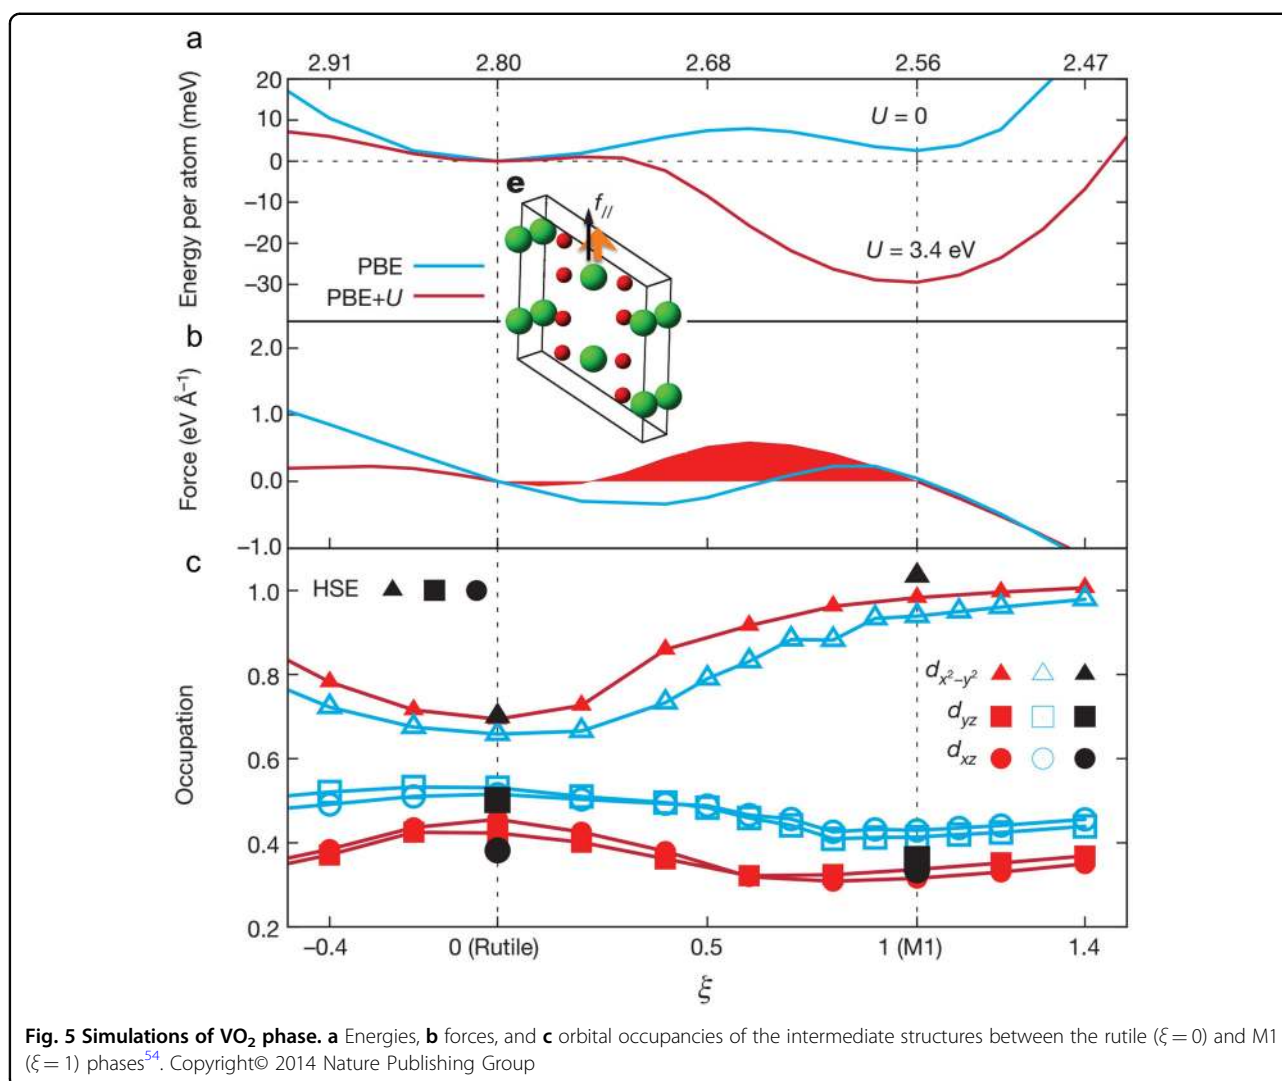 a
2.91 2.80 2.68 2.56 2.47
Energy per atom (meV)
20
10
0
−10
−20
−30
U = 0
U = 3.4 eV
PBE
PBE+U
e
f//
b
Force (eV Å⁻¹)
2.0
1.0
0.0
−1.0
c
Occupation
1.0
0.8
0.6
0.4
0.2
HSE
dx²−y²
dyz
dxz
−0.4 0 (Rutile) 0.5 1 (M1) 1.4
ξ
Fig. 5 Simulations of VO₂ phase. a Energies, b forces, and c orbital occupancies of the intermediate structures between the rutile (ξ = 0) and M1
(ξ = 1) phases⁵⁴. Copyright© 2014 Nature Publishing Group